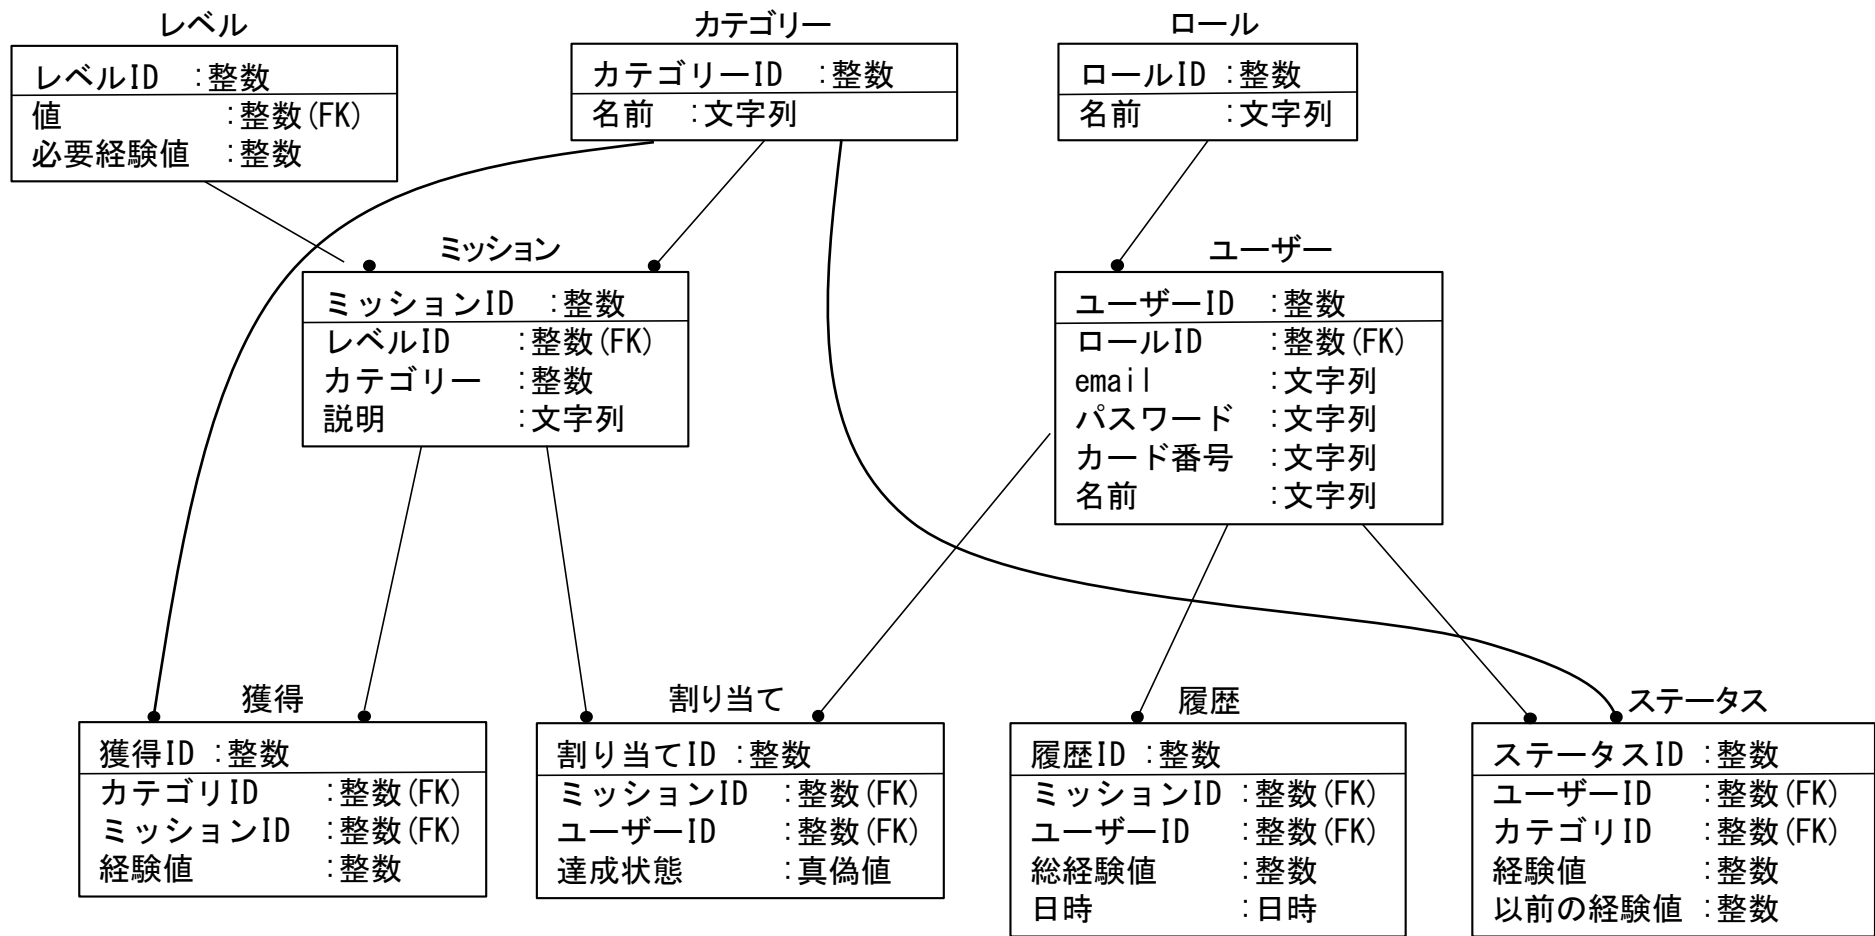 レベル
レベルID :整数
値 :整数(FK)
必要経験値 :整数
カテゴリー
カテゴリーID :整数
名前 :文字列
ロール
ロールID :整数
名前 :文字列
ミッション
ミッションID :整数
レベルID :整数(FK)
カテゴリー :整数
説明 :文字列
ユーザー
ユーザーID :整数
ロールID :整数(FK)
email :文字列
パスワード :文字列
カード番号 :文字列
名前 :文字列
獲得
獲得ID :整数
カテゴリID :整数(FK)
ミッションID :整数(FK)
経験値 :整数
割り当て
割り当てID :整数
ミッションID :整数(FK)
ユーザーID :整数(FK)
達成状態 :真偽値
履歴
履歴ID :整数
ミッションID :整数(FK)
ユーザーID :整数(FK)
総経験値 :整数
日時 :日時
ステータス
ステータスID :整数
ユーザーID :整数(FK)
カテゴリID :整数(FK)
経験値 :整数
以前の経験値 :整数